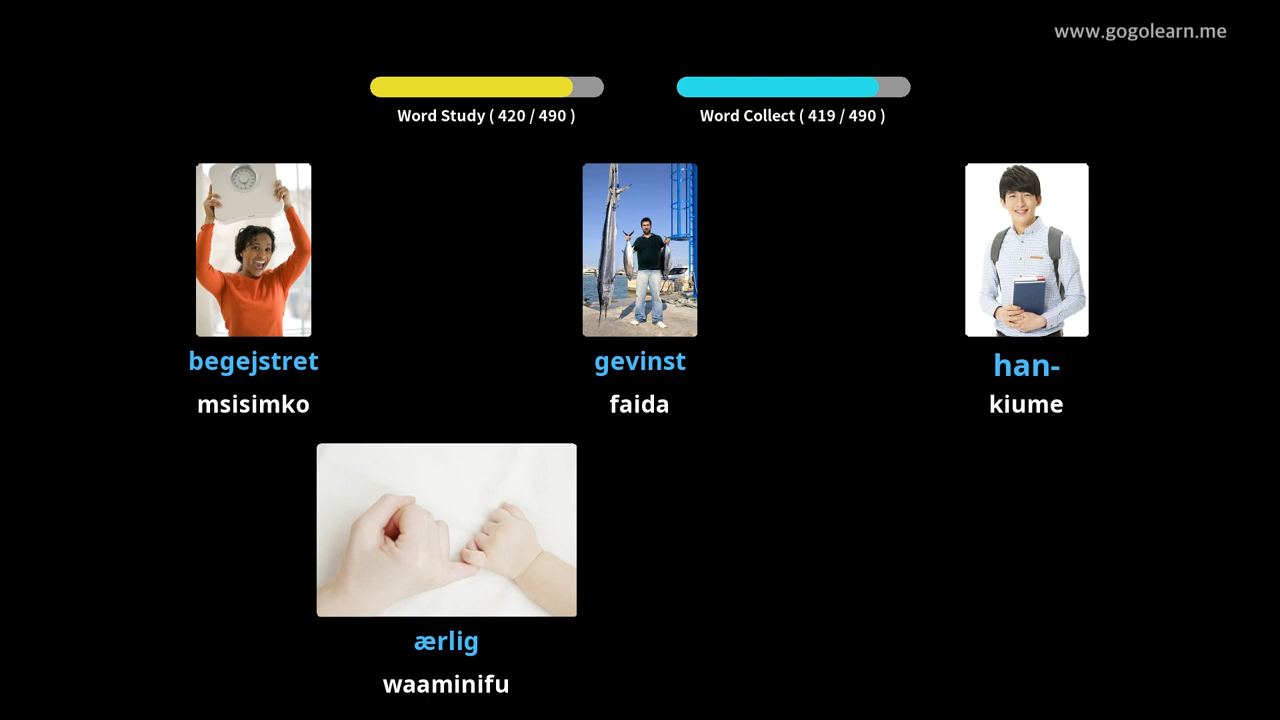 www.gogolearn.me
Word Study ( 420 / 490 )
Word Collect ( 419 / 490 )
begejstret
msisimko
gevinst
faida
han-
kiume
ærlig
waaminifu